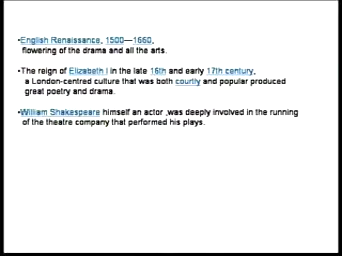 •English Renaissance, 1500—1660,
flowering of the drama and all the arts.
•The reign of Elizabeth I in the late 16th and early 17th century,
a London-centred culture that was both courtly and popular produced
great poetry and drama.
•William Shakespeare himself an actor ,was deeply involved in the running
of the theatre company that performed his plays.